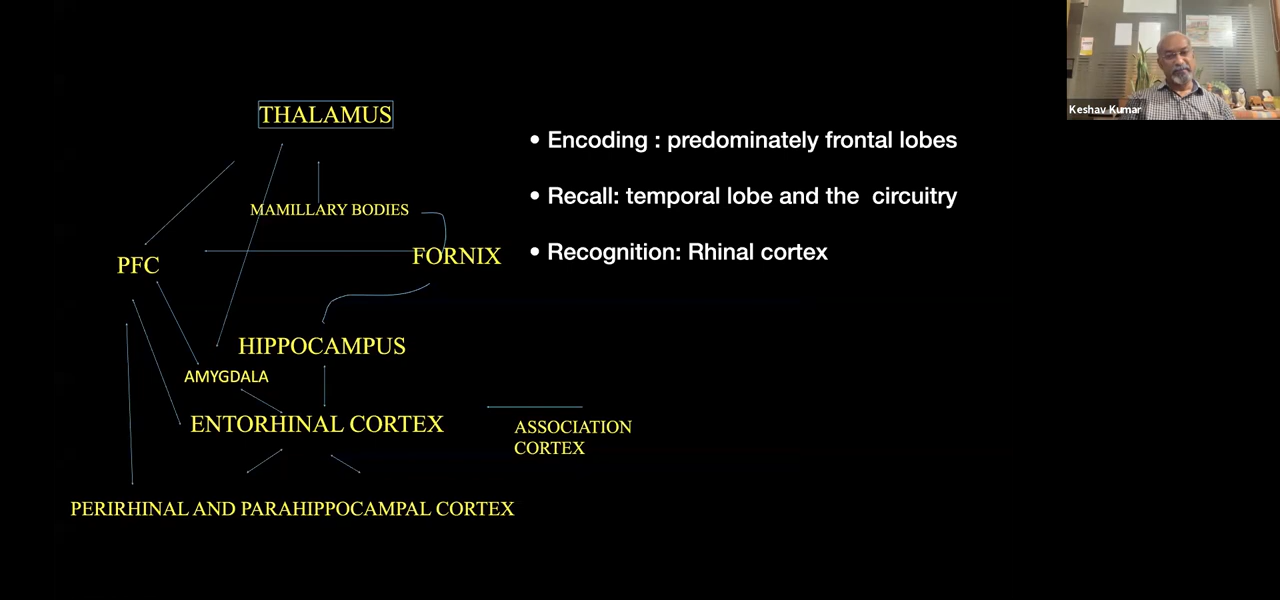 Keshav Kumar
THALAMUS
MAMILLARY BODIES
PFC
FORNIX
HIPPOCAMPUS
AMYGDALA
ENTORHINAL CORTEX
ASSOCIATION
CORTEX
PERIRHINAL AND PARAHIPPOCAMPAL CORTEX
• Encoding : predominately frontal lobes
• Recall: temporal lobe and the circuitry
• Recognition: Rhinal cortex